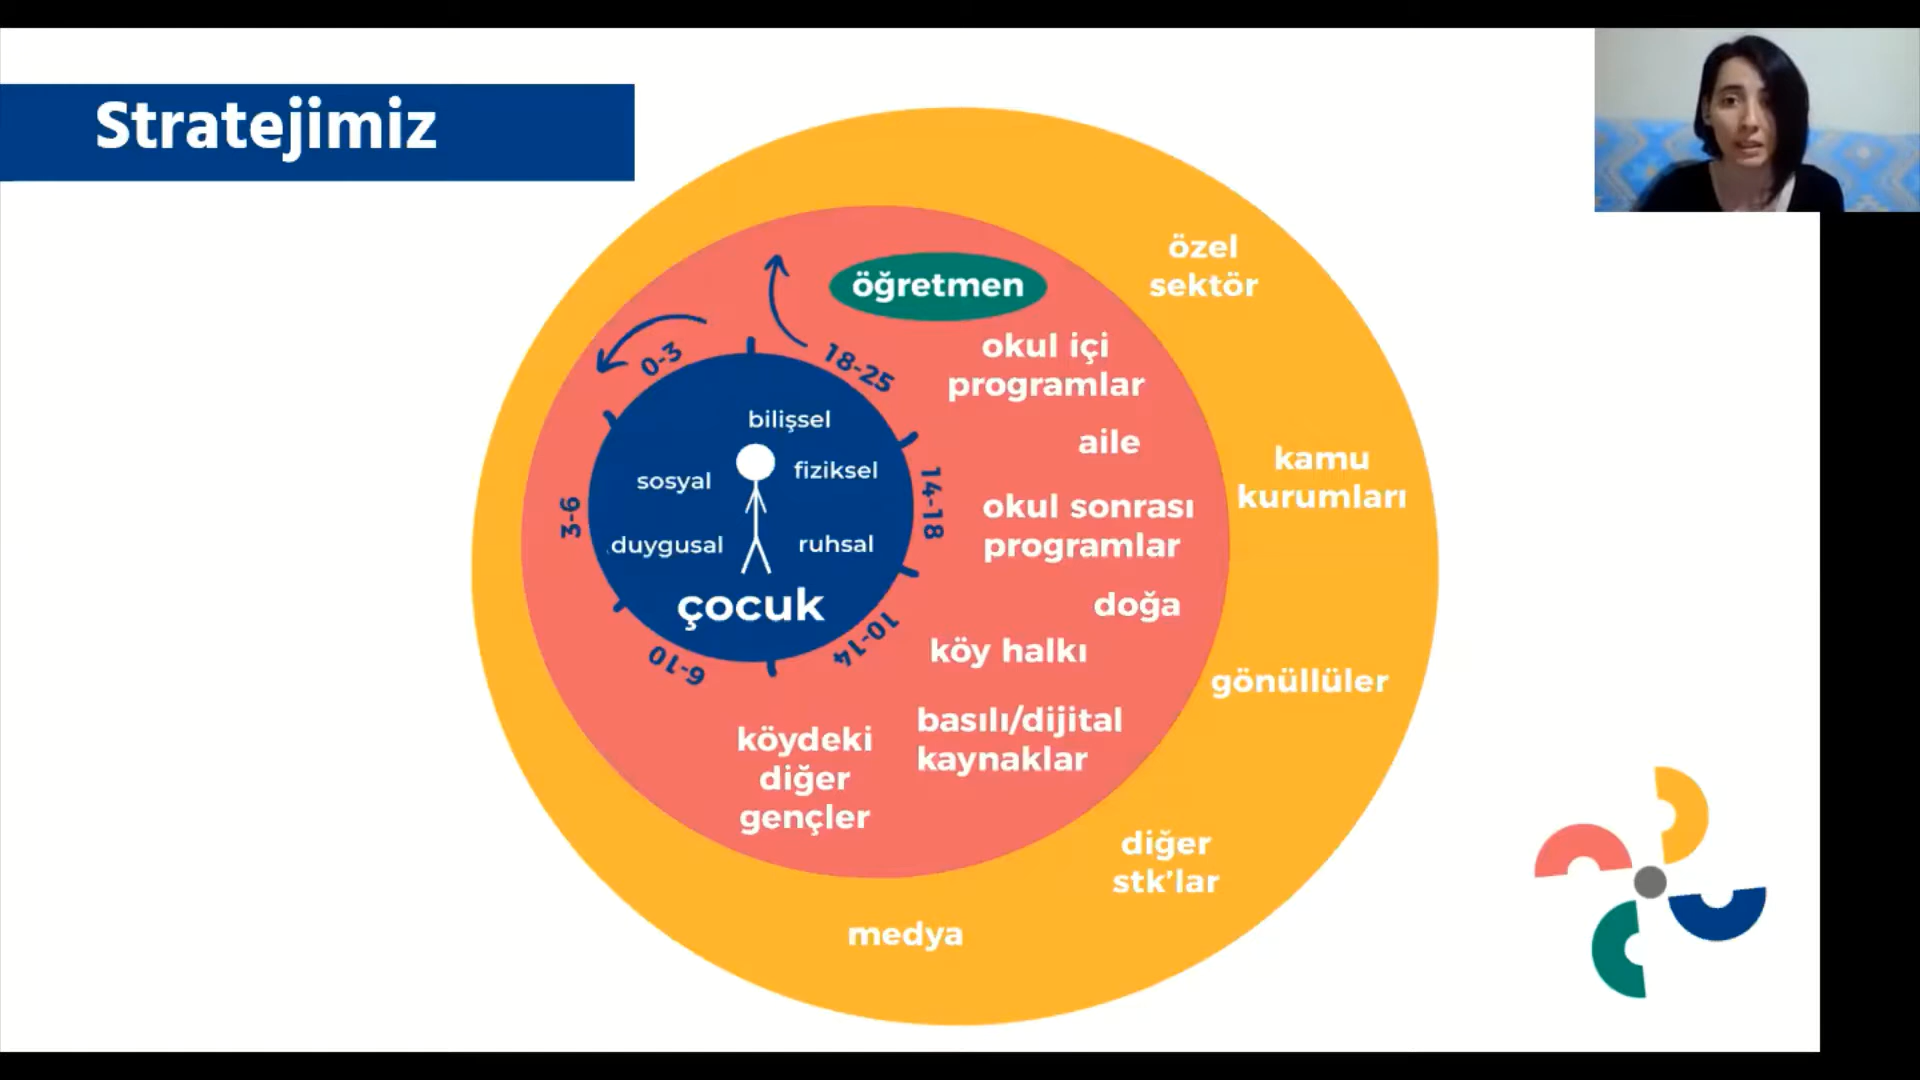 Stratejimiz
özel
sektör
öğretmen
okul içi
programlar
0-3
18-25
bilişsel
aile
kamu
kurumları
sosyal
fiziksel
3-6
14-18
okul sonrası
programlar
duygusal
ruhsal
çocuk
doğa
6-10
10-14
köy halkı
gönüllüler
köydeki
diğer
gençler
basılı/dijital
kaynaklar
diğer
stk'lar
medya